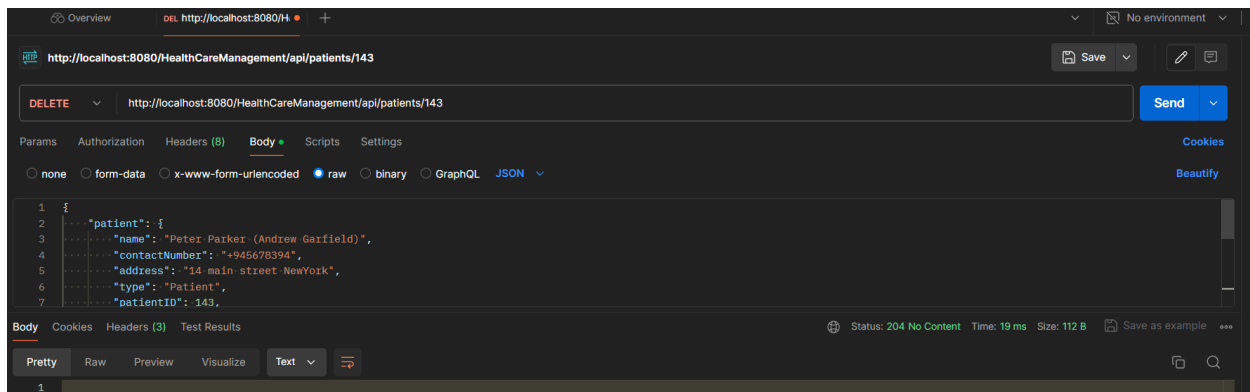 Overview DEL http://localhost:8080/H No environment
HTTP http://localhost:8080/HealthCareManagement/api/patients/143 Save
DELETE http://localhost:8080/HealthCareManagement/api/patients/143 Send
Params Authorization Headers (8) Body Scripts Settings Cookies
none form-data x-www-form-urlencoded raw binary GraphQL JSON Beautify
1 {
2 "patient": {
3 "name": "Peter Parker (Andrew Garfield)",
4 "contactNumber": "+945678394",
5 "address": "14 main street NewYork",
6 "type": "Patient",
7 "patientID": 143,
Body Cookies Headers (3) Test Results Status: 204 No Content Time: 19 ms Size: 112 B Save as example
Pretty Raw Preview Visualize Text
1